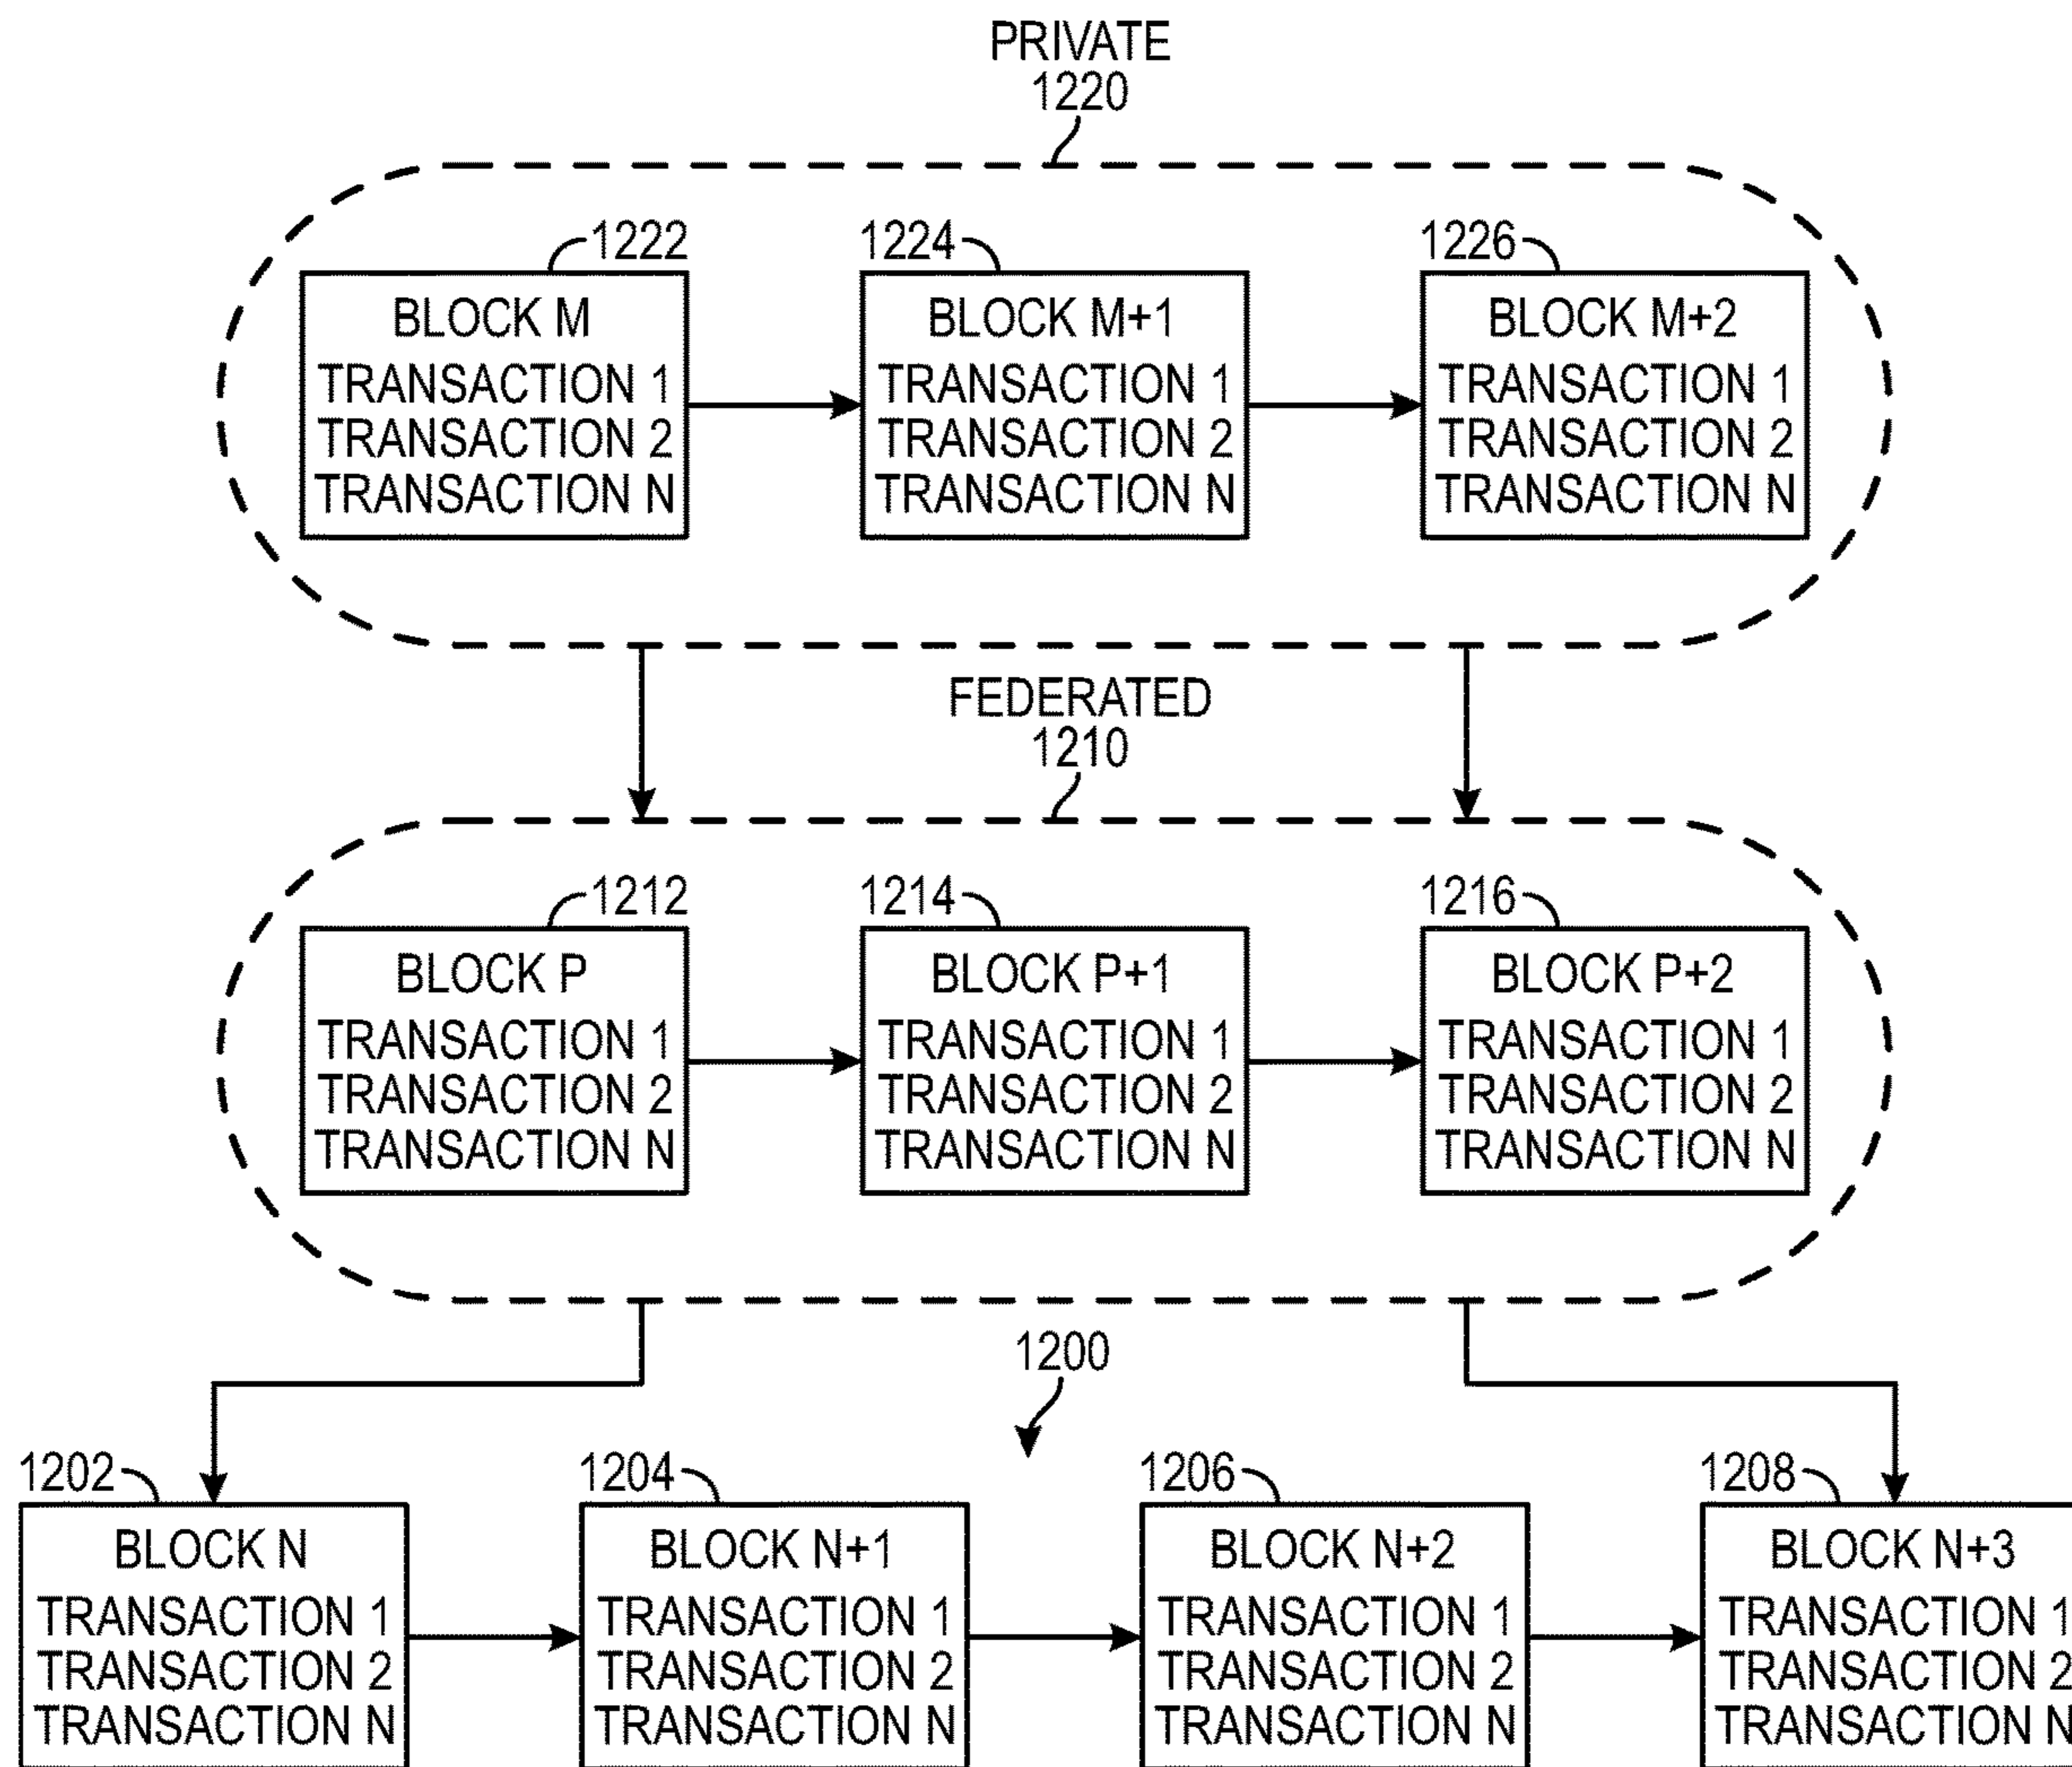 PRIVATE
1220
1222
1224
1226
BLOCK M
TRANSACTION 1
TRANSACTION 2
TRANSACTION N
BLOCK M+1
TRANSACTION 1
TRANSACTION 2
TRANSACTION N
BLOCK M+2
TRANSACTION 1
TRANSACTION 2
TRANSACTION N
FEDERATED
1210
1212
1214
1216
BLOCK P
TRANSACTION 1
TRANSACTION 2
TRANSACTION N
BLOCK P+1
TRANSACTION 1
TRANSACTION 2
TRANSACTION N
BLOCK P+2
TRANSACTION 1
TRANSACTION 2
TRANSACTION N
1200
1202
1204
1206
1208
BLOCK N
TRANSACTION 1
TRANSACTION 2
TRANSACTION N
BLOCK N+1
TRANSACTION 1
TRANSACTION 2
TRANSACTION N
BLOCK N+2
TRANSACTION 1
TRANSACTION 2
TRANSACTION N
BLOCK N+3
TRANSACTION 1
TRANSACTION 2
TRANSACTION N